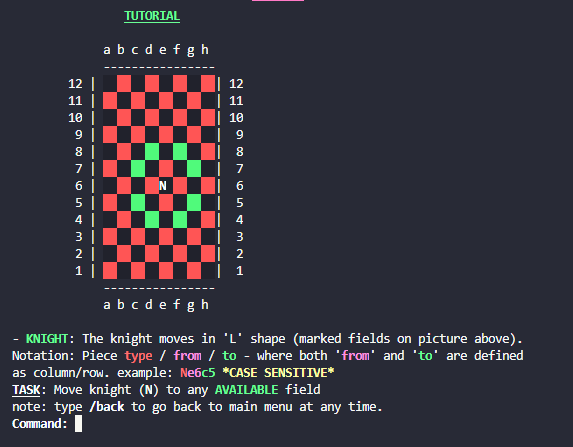 TUTORIAL
a b c d e f g h
----------------
12 | | 12
11 | | 11
10 | | 10
9 | | 9
8 | | 8
7 | | 7
6 | N | 6
5 | | 5
4 | | 4
3 | | 3
2 | | 2
1 | | 1
----------------
a b c d e f g h
- KNIGHT: The knight moves in 'L' shape (marked fields on picture above).
Notation: Piece type / from / to - where both 'from' and 'to' are defined
as column/row. example: Ne6c5 *CASE SENSITIVE*
TASK: Move knight (N) to any AVAILABLE field
note: type /back to go back to main menu at any time.
Command: